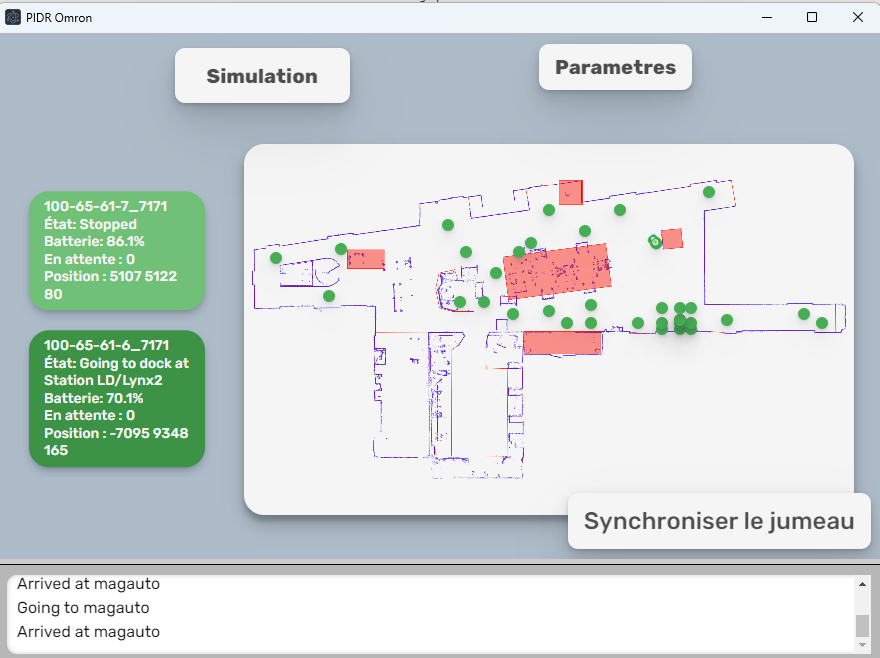 PIDR Omron
Simulation
Parametres
100-65-61-7_7171
État: Stopped
Batterie: 86.1%
En attente : 0
Position : 5107 5122
80
100-65-61-6_7171
État: Going to dock at
Station LD/Lynx2
Batterie: 70.1%
En attente : 0
Position : -7095 9348
165
Synchroniser le jumeau
Arrived at magauto
Going to magauto
Arrived at magauto